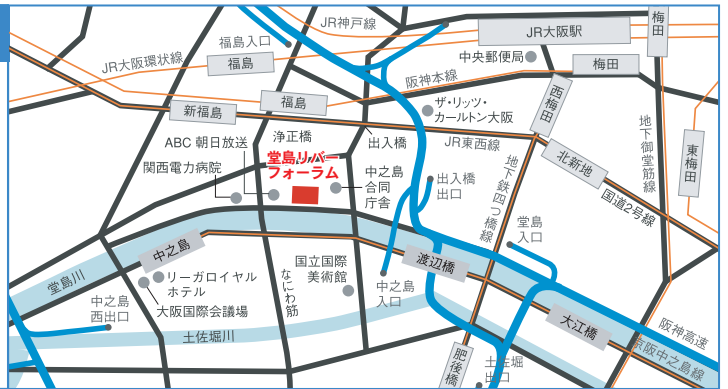 JR神戸線
JR大阪駅
梅田
福島入口
JR大阪環状線
福島
中央郵便局
梅田
阪神本線
西梅田
新福島
福島
ザ・リッツ・
カールトン大阪
地下御堂筋線
東梅田
ABC 朝日放送
浄正橋
出入橋
JR東西線
北新地
国道2号線
関西電力病院
堂島リバー
フォーラム
中之島
合同
庁舎
出入橋
出口
地下鉄四つ橋線
堂島
入口
中之島
国立国際
美術館
渡辺橋
堂島川
リーガロイヤル
ホテル
なにわ筋
中之島
入口
中之島
西出口
大阪国際会議場
大江橋
阪神高速
土佐堀川
肥後橋
土佐堀
出口
京阪中之島線